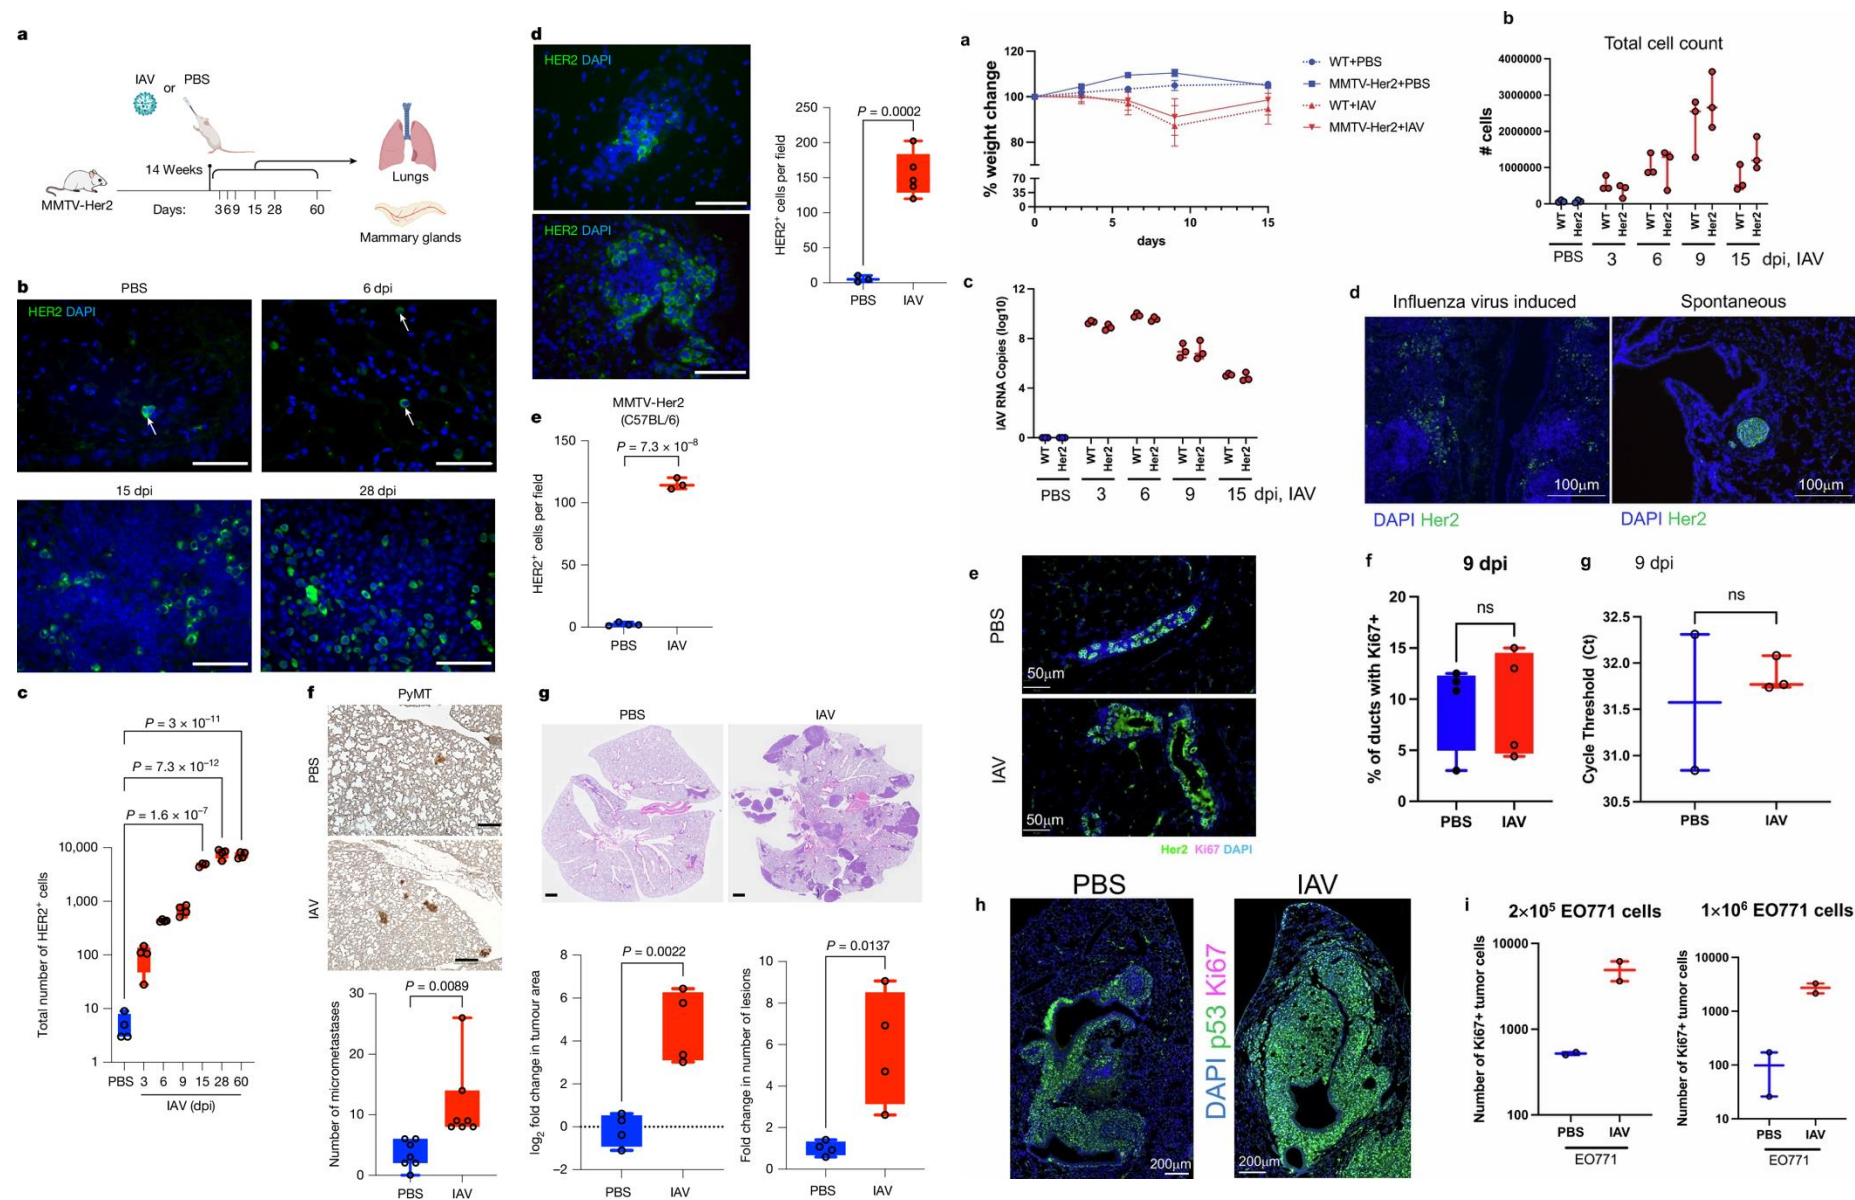 a
IAV
or
PBS
14 Weeks
MMTV-Her2
Days:
3 6 9 15 28 60
Lungs
Mammary glands
b
PBS
6 dpi
HER2 DAPI
15 dpi
28 dpi
c
P = 3 × 10⁻¹¹
P = 7.3 × 10⁻¹²
P = 1.6 × 10⁻⁷
10,000
1,000
100
10
1
Total number of HER2⁺ cells
PBS 3 6 9 15 28 60
IAV (dpi)
d
HER2 DAPI
HER2 DAPI
P = 0.0002
250
200
150
100
50
0
HER2⁺ cells per field
PBS IAV
e
MMTV-Her2
(C57BL/6)
P = 7.3 × 10⁻⁸
150
100
50
0
HER2⁺ cells per field
PBS IAV
f
PyMT
PBS
IAV
P = 0.0089
30
20
10
0
Number of micrometastases
PBS IAV
g
PBS
IAV
P = 0.0022
8
6
4
2
0
−2
log₂ fold change in tumour area
PBS IAV
P = 0.0137
10
8
6
4
2
0
Fold change in number of lesions
PBS IAV
a
120
100
80
70
35
0
% weight change
0 5 10 15
days
WT+PBS
MMTV-Her2+PBS
WT+IAV
MMTV-Her2+IAV
b
Total cell count
4000000
3000000
2000000
1000000
0
# cells
WT Her2 WT Her2 WT Her2 WT Her2 WT Her2
PBS 3 6 9 15 dpi, IAV
c
12
8
4
0
IAV RNA Copies (log10)
WT Her2 WT Her2 WT Her2 WT Her2 WT Her2
PBS 3 6 9 15 dpi, IAV
d
Influenza virus induced
Spontaneous
100μm
100μm
DAPI Her2
DAPI Her2
e
PBS
50μm
IAV
50μm
Her2 Ki67 DAPI
f
9 dpi
ns
20
15
10
5
0
% of ducts with Ki67+
PBS IAV
g
9 dpi
ns
32.5
32.0
31.5
31.0
30.5
Cycle Threshold (Ct)
PBS IAV
h
PBS
IAV
DAPI p53 Ki67
200μm
200μm
i
2×10⁵ EO771 cells
10000
1000
100
Number of Ki67+ tumor cells
PBS IAV
EO771
1×10⁶ EO771 cells
10000
1000
100
10
Number of Ki67+ tumor cells
PBS IAV
EO771